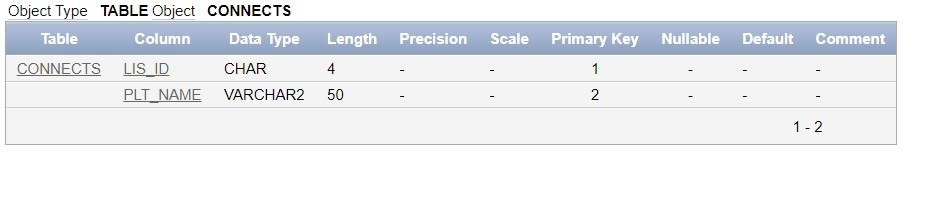 Object Type TABLE Object CONNECTS
Table Column Data Type Length Precision Scale Primary Key Nullable Default Comment
CONNECTS LIS_ID CHAR 4 - - 1 - - -
PLT_NAME VARCHAR2 50 - - 2 - - -
1 - 2